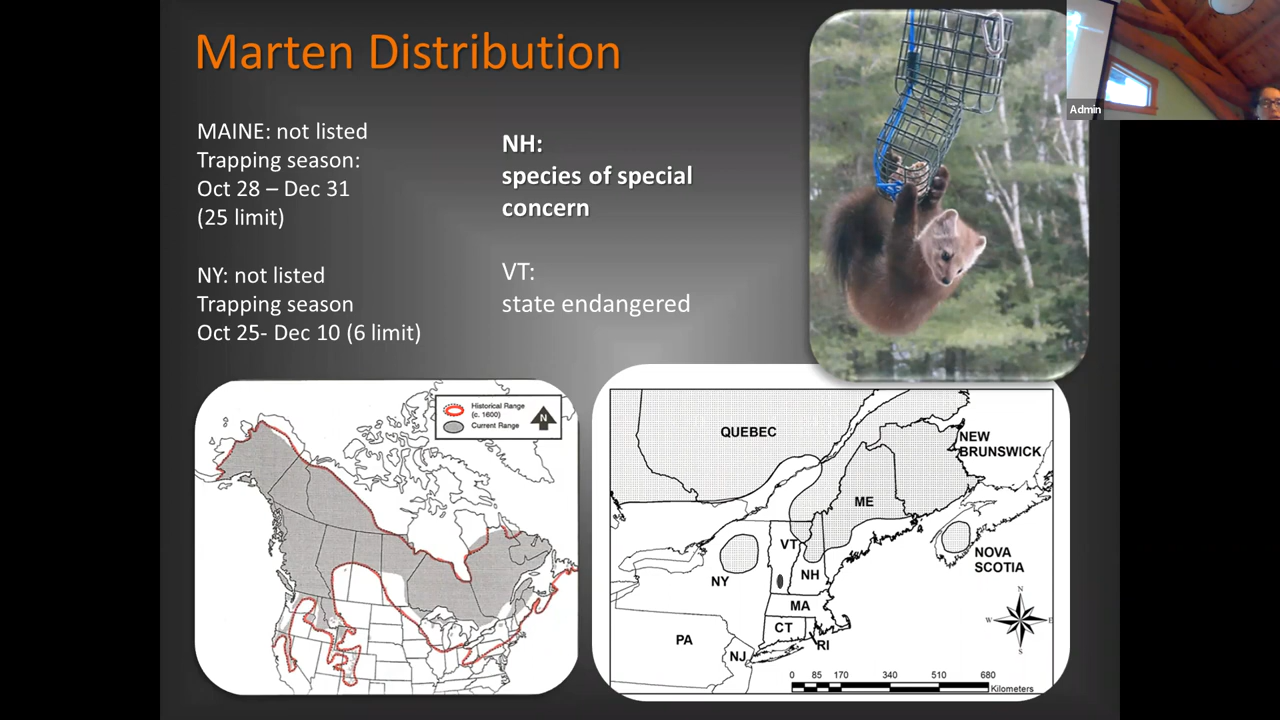 Marten Distribution
MAINE: not listed
Trapping season:
Oct 28 – Dec 31
(25 limit)
NY: not listed
Trapping season
Oct 25- Dec 10 (6 limit)
NH:
species of special
concern
VT:
state endangered
Admin
Historical Range
(c. 1600)
Current Range
N
QUEBEC
NEW
BRUNSWICK
ME
VT
NY
NH
NOVA
SCOTIA
MA
CT
RI
PA
NJ
N
W
E
S
0 85 170 340 510 680
Kilometers